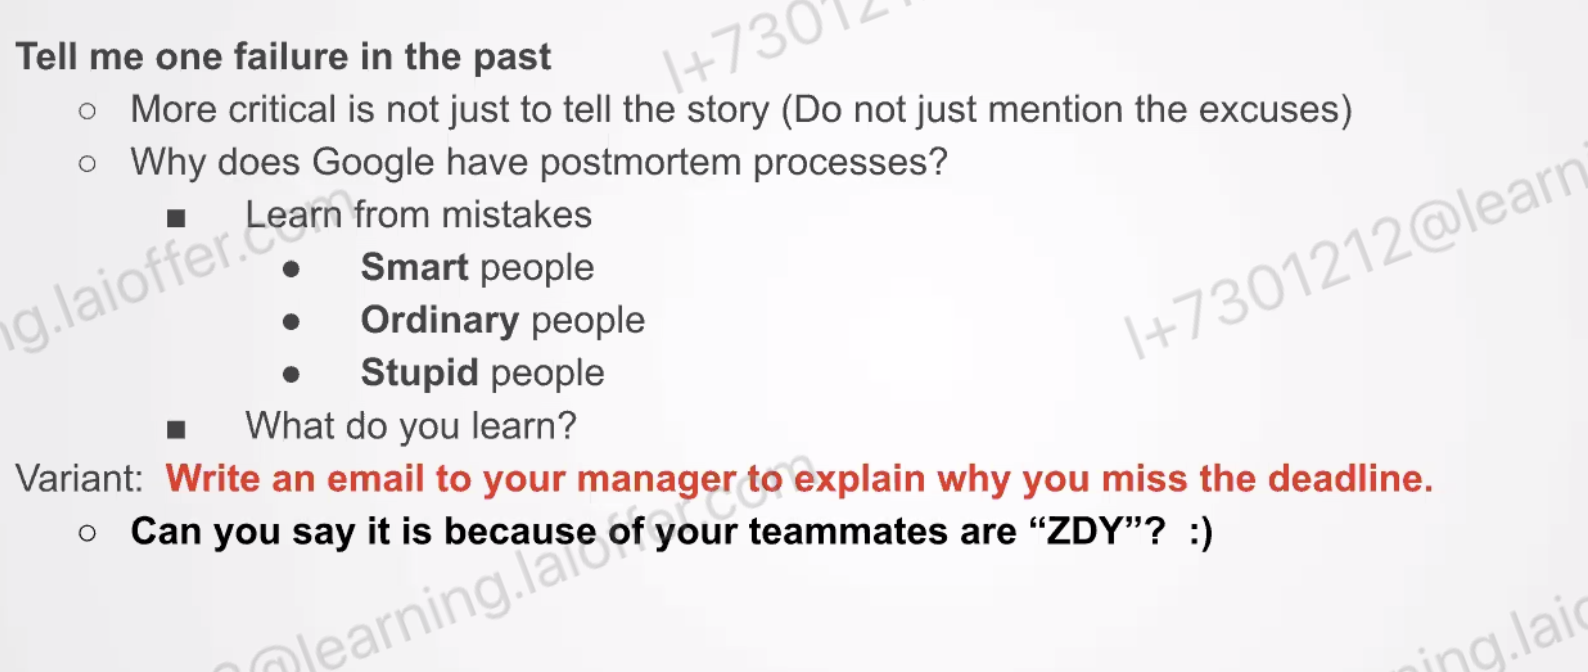 Tell me one failure in the past
○ More critical is not just to tell the story (Do not just mention the excuses)
○ Why does Google have postmortem processes?
■ Learn from mistakes
● Smart people
● Ordinary people
● Stupid people
■ What do you learn?
Variant: Write an email to your manager to explain why you miss the deadline.
○ Can you say it is because of your teammates are “ZDY”? :)
l+7301212@learn
ng.laioffer.com
@learning.laioffer.com